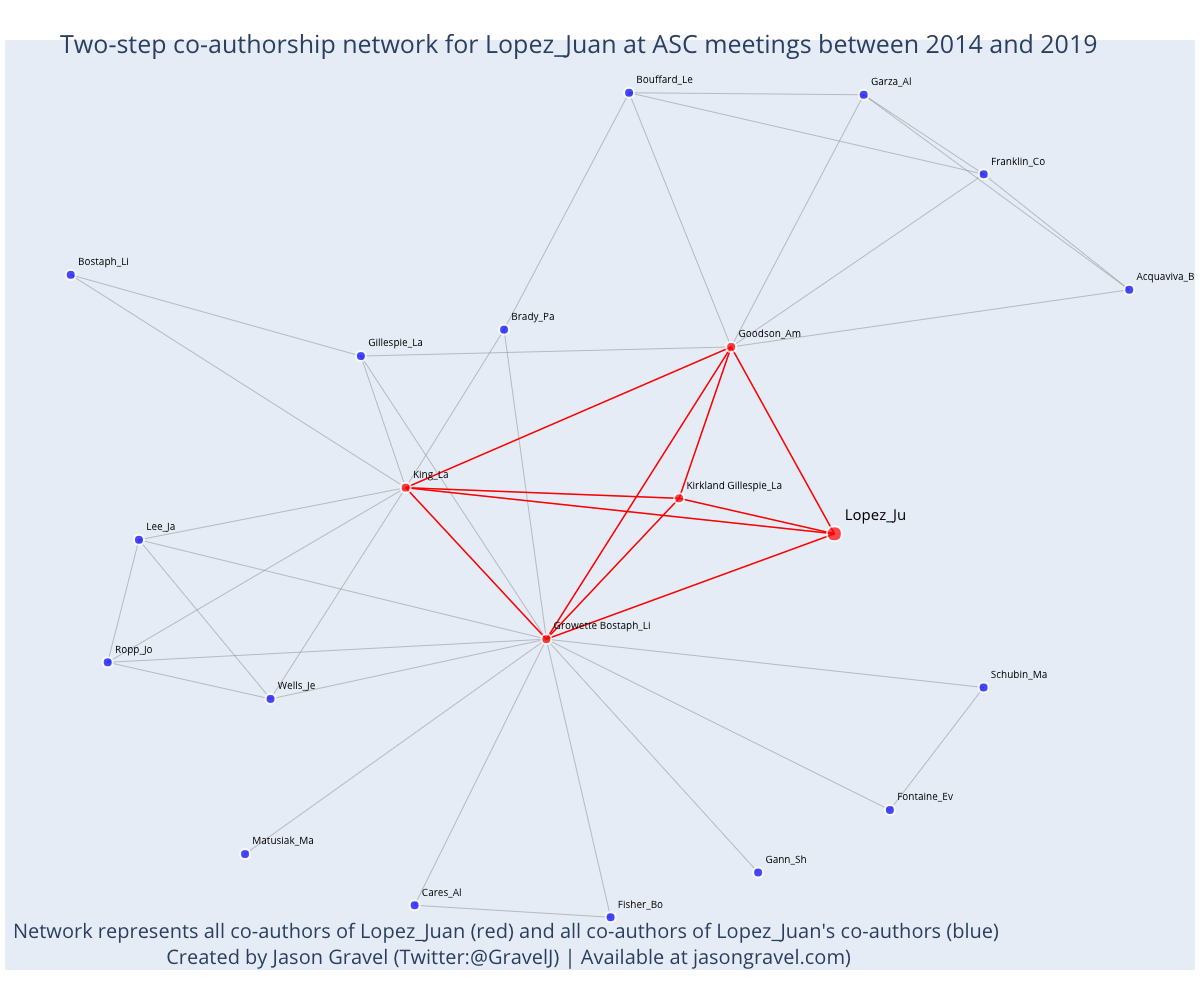 Two-step co-authorship network for Lopez_Juan at ASC meetings between 2014 and 2019
Bouffard_Le
Garza_Al
Franklin_Co
Bostaph_Li
Acquaviva_B
Brady_Pa
Goodson_Am
Gillespie_La
King_La
Kirkland Gillespie_La
Lopez_Ju
Lee_Ja
Growette Bostaph_Li
Ropp_Jo
Wells_Je
Schubin_Ma
Fontaine_Ev
Matusiak_Ma
Gann_Sh
Cares_Al
Fisher_Bo
Network represents all co-authors of Lopez_Juan (red) and all co-authors of Lopez_Juan's co-authors (blue)
Created by Jason Gravel (Twitter:@GravelJ) | Available at jasongravel.com)